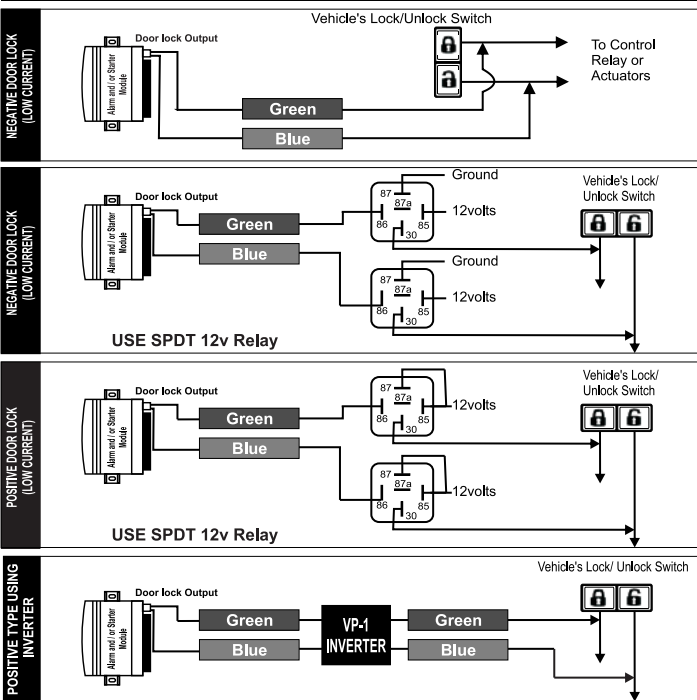 NEGATIVE DOOR LOCK
(LOW CURRENT)
Alarm and / or Starter
Module
Door lock Output
Green
Blue
Vehicle's Lock/Unlock Switch
To Control
Relay or
Actuators
NEGATIVE DOOR LOCK
(LOW CURRENT)
Alarm and / or Starter
Module
Door lock Output
Green
Blue
USE SPDT 12v Relay
87
87a
86
85
30
Ground
12volts
87
87a
86
85
30
Ground
12volts
Vehicle's Lock/
Unlock Switch
POSITIVE DOOR LOCK
(LOW CURRENT)
Alarm and / or Starter
Module
Door lock Output
Green
Blue
USE SPDT 12v Relay
87
87a
86
85
30
12volts
87
87a
86
85
30
12volts
Vehicle's Lock/
Unlock Switch
POSITIVE TYPE USING
INVERTER
Alarm and / or Starter
Module
Door lock Output
Green
Blue
VP-1
INVERTER
Green
Blue
Vehicle's Lock/ Unlock Switch